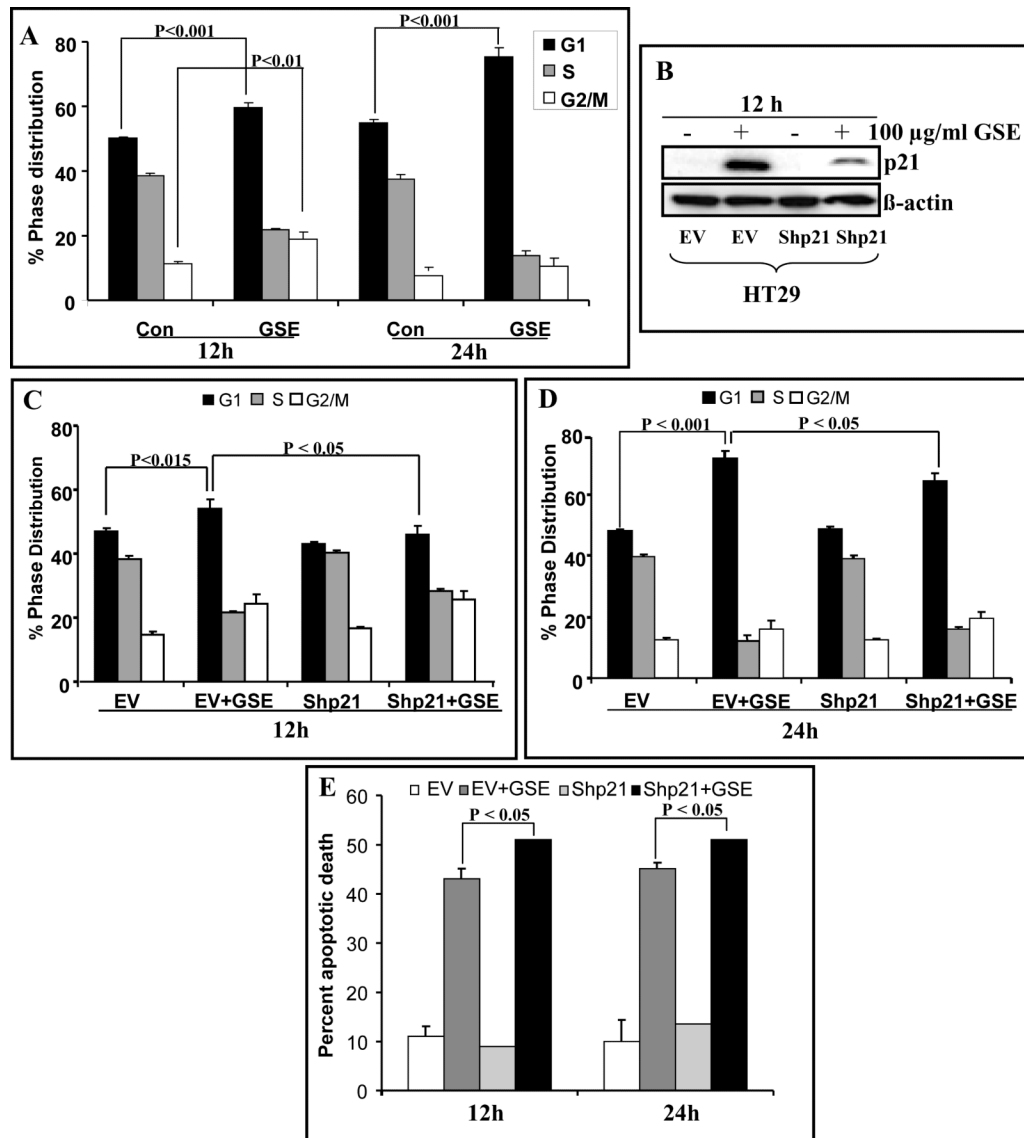 A
P<0.001
P<0.001
P<0.01
G1
S
G2/M
% Phase distribution
80
60
40
20
0
Con
GSE
Con
GSE
12h
24h
B
12 h
- + - + 100 µg/ml GSE
p21
ß-actin
EV EV Shp21 Shp21
HT29
C
G1 S G2/M
P<0.015
P < 0.05
% Phase Distribution
80
60
40
20
0
EV EV+GSE Shp21 Shp21+GSE
12h
D
G1 S G2/M
P < 0.001
P < 0.05
% Phase Distribution
80
60
40
20
0
EV EV+GSE Shp21 Shp21+GSE
24h
E
EV EV+GSE Shp21 Shp21+GSE
P < 0.05
P < 0.05
Percent apoptotic death
60
50
40
30
20
10
0
12h
24h